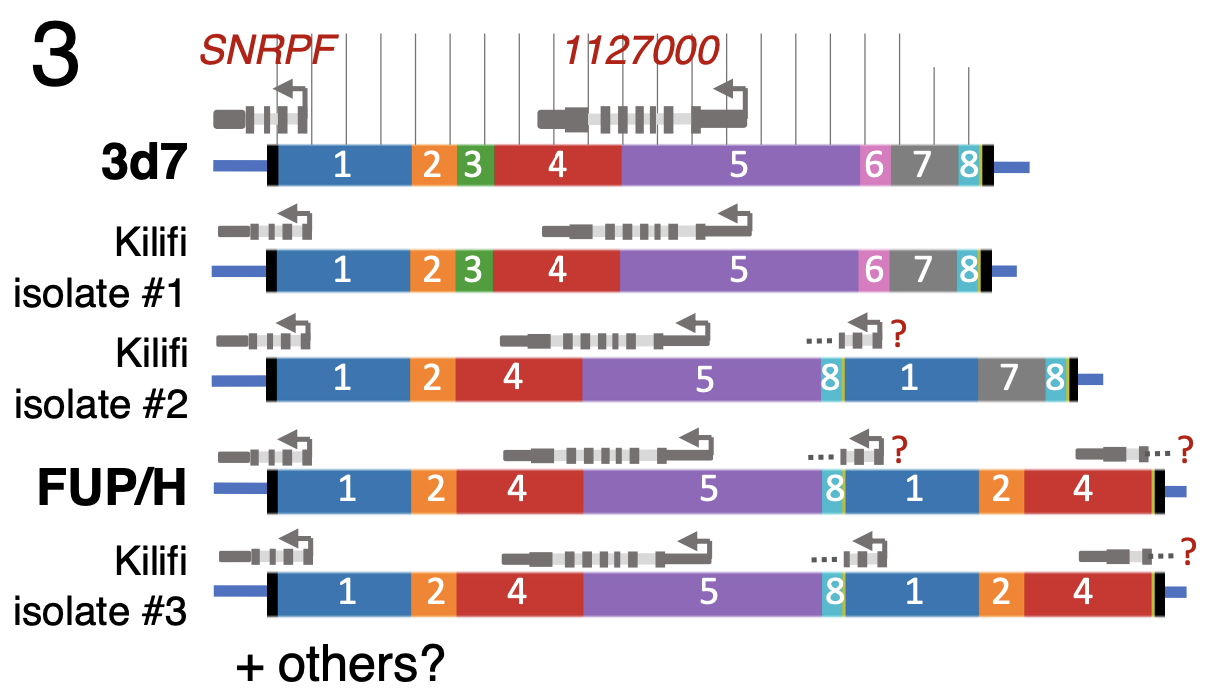 3
SNRPF 1127000
3d7 1 2 3 4 5 6 7 8
Kilifi
isolate #1 1 2 3 4 5 6 7 8
Kilifi
isolate #2 1 2 4 5 8 1 7 8 ?
FUP/H 1 2 4 5 8 1 2 4 ? ?
Kilifi
isolate #3 1 2 4 5 8 1 2 4 ?
+ others?